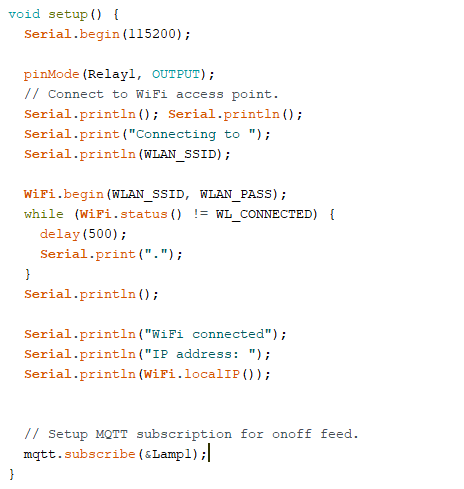 void setup() {
  Serial.begin(115200);

  pinMode(Relay1, OUTPUT);
  // Connect to WiFi access point.
  Serial.println(); Serial.println();
  Serial.print("Connecting to ");
  Serial.println(WLAN_SSID);

  WiFi.begin(WLAN_SSID, WLAN_PASS);
  while (WiFi.status() != WL_CONNECTED) {
    delay(500);
    Serial.print(".");
  }
  Serial.println();

  Serial.println("WiFi connected");
  Serial.println("IP address: ");
  Serial.println(WiFi.localIP());


  // Setup MQTT subscription for onoff feed.
  mqtt.subscribe(&Lamp1);
}